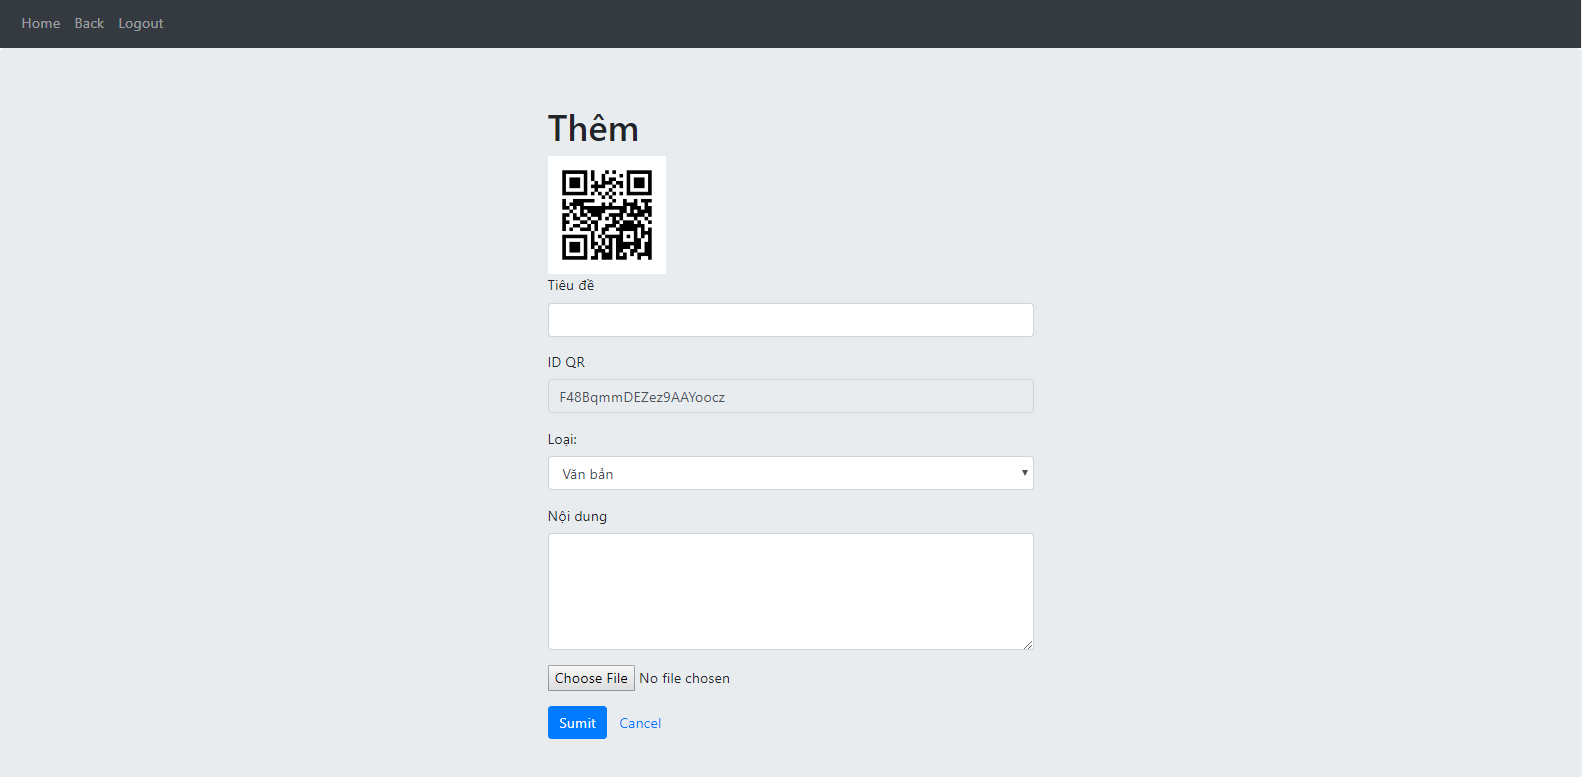 Home Back Logout
Thêm
Tiêu đề
ID QR
F48BqmmDEZez9AAYoocz
Loại:
Văn bản
Nội dung
Choose File No file chosen
Sumit Cancel